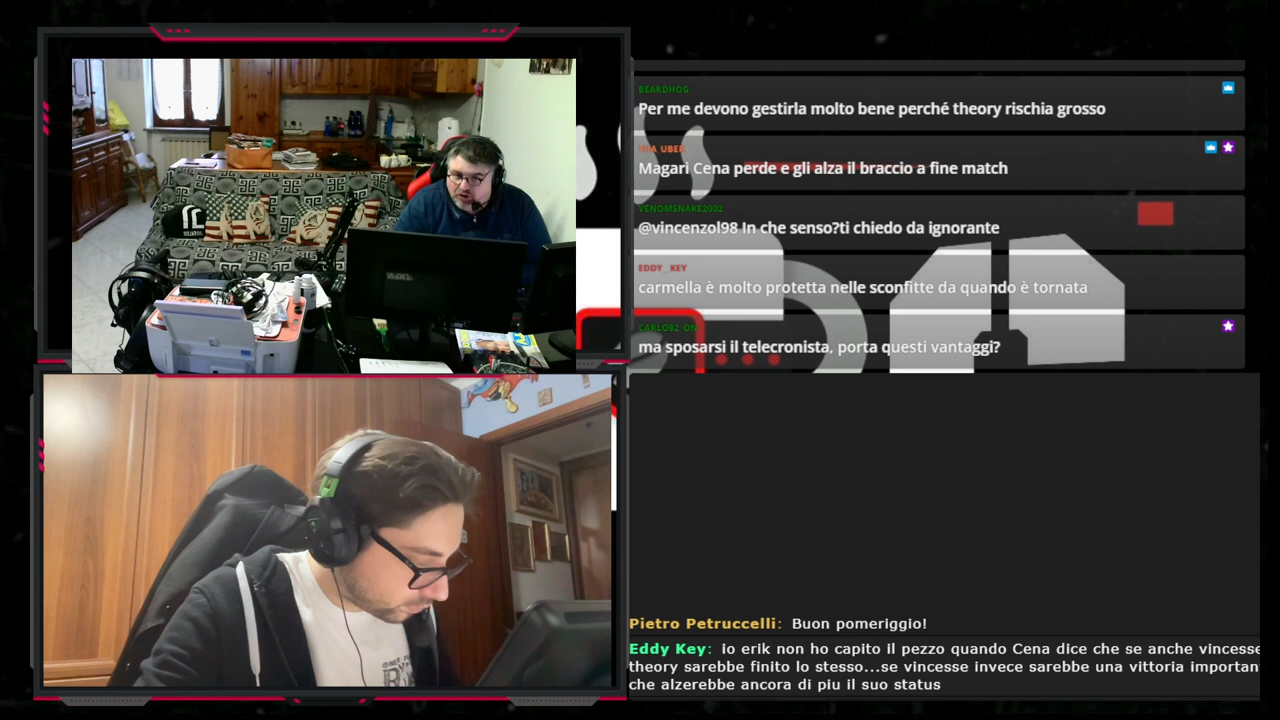 BEARDHOG
Per me devono gestirla molto bene perché theory rischia grosso
UBER
Magari Cena perde e gli alza il braccio a fine match
VENOMSNAKE2002
@vincenzol98 In che senso?ti chiedo da ignorante
EDDY_KEY
carmella è molto protetta nelle sconfitte da quando è tornata
CARLO92_ON
ma sposarsi il telecronista, porta questi vantaggi?
Pietro Petruccelli: Buon pomeriggio!
Eddy Key: io erik non ho capito il pezzo quando Cena dice che se anche vincesse
theory sarebbe finito lo stesso...se vincesse invece sarebbe una vittoria importan
che alzerebbe ancora di piu il suo status